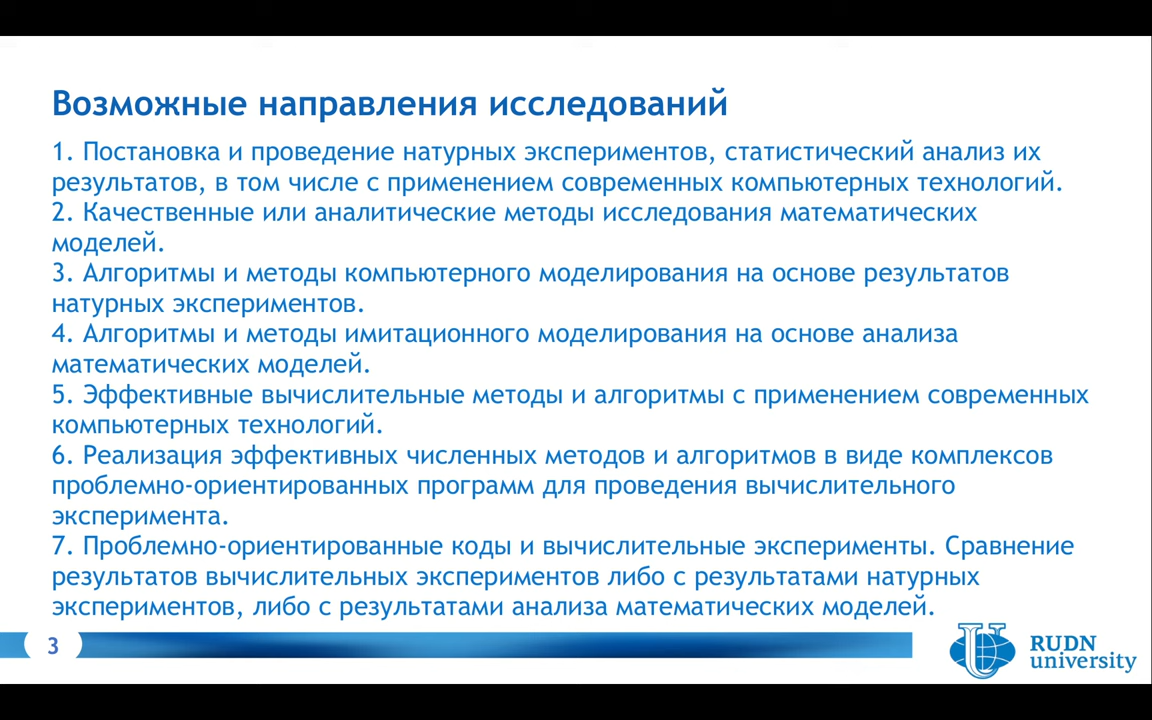 Возможные направления исследований
1. Постановка и проведение натурных экспериментов, статистический анализ их
результатов, в том числе с применением современных компьютерных технологий.
2. Качественные или аналитические методы исследования математических
моделей.
3. Алгоритмы и методы компьютерного моделирования на основе результатов
натурных экспериментов.
4. Алгоритмы и методы имитационного моделирования на основе анализа
математических моделей.
5. Эффективные вычислительные методы и алгоритмы с применением современных
компьютерных технологий.
6. Реализация эффективных численных методов и алгоритмов в виде комплексов
проблемно-ориентированных программ для проведения вычислительного
эксперимента.
7. Проблемно-ориентированные коды и вычислительные эксперименты. Сравнение
результатов вычислительных экспериментов либо с результатами натурных
экспериментов, либо с результатами анализа математических моделей.
3
RUDN
university